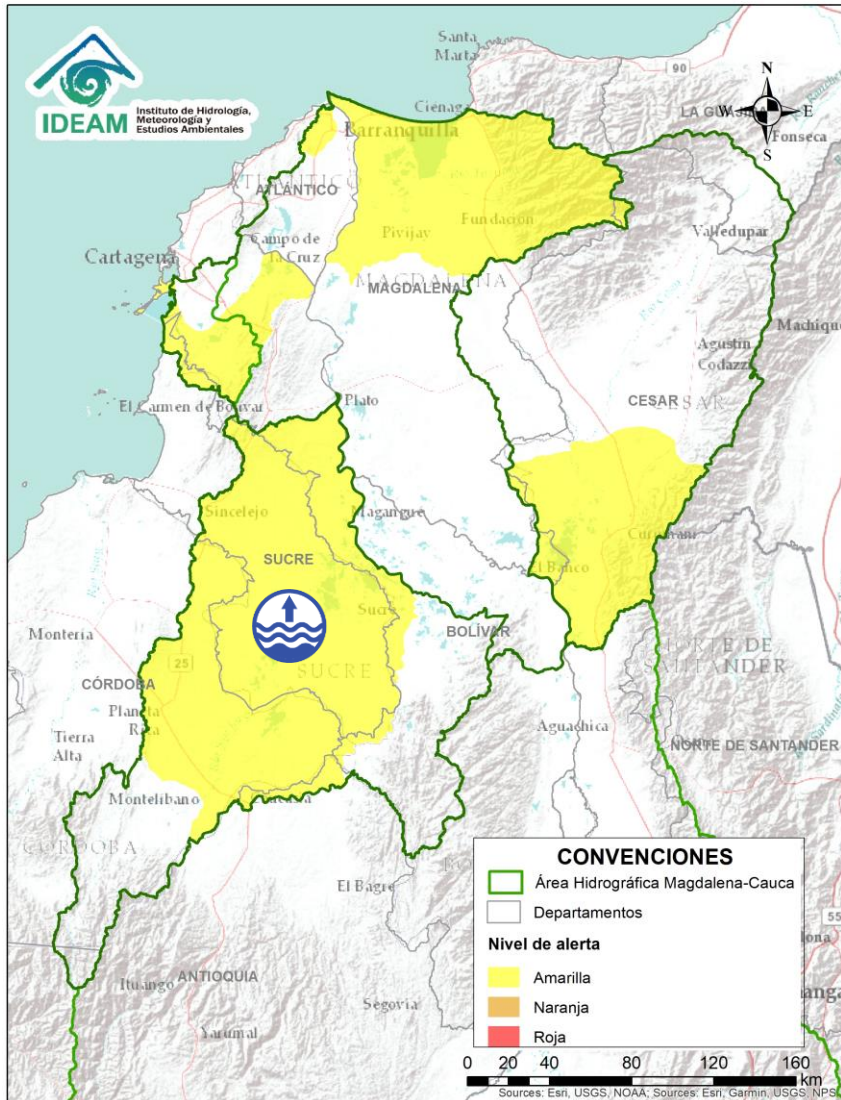 IDEAM
Instituto de Hidrología,
Meteorología y
Estudios Ambientales
Santa
Marta
90
N
W
E
S
LA GUAJIRA
Fonseca
Ciénaga
Barranquilla
ATLÁNTICO
Fundación
Pivijay
Valledupar
Campo de
la Cruz
Cartagena
MAGDALENA
MAGDALENA
Machique
Agustín
Codazzi
El Carmen de Bolívar
Plato
CESAR
CESAR
Sincelejo
Magangué
SUCRE
El Banco
Sucre
BOLÍVAR
Montería
SUCRE
NORTE DE
SANTANDER
25
CÓRDOBA
Planeta
Rica
Tierra
Alta
Aguachica
NORTE DE SANTANDER
Montelíbano
CÓRDOBA
El Bagre
Ituango
ANTIOQUIA
Segovia
Yarumal
CONVENCIONES
Área Hidrográfica Magdalena-Cauca
Departamentos
Nivel de alerta
Amarilla
Naranja
Roja
55
0 20 40 80 120 160
km
Sources: Esri, USGS, NOAA; Sources: Esri, Garmin, USGS, NPS